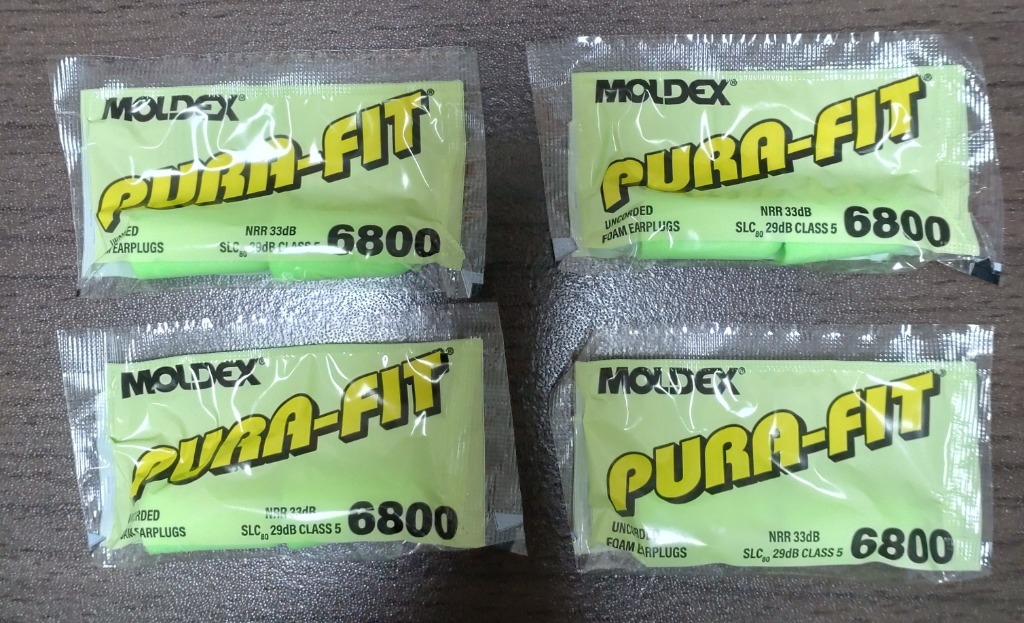 MOLDEX®
PURA-FIT®
EARPLUGS
NRR 33dB
SLC80 29dB CLASS 5
6800
MOLDEX®
PURA-FIT®
UNCORDED
FOAM EARPLUGS
NRR 33dB
SLC80 29dB CLASS 5
6800
MOLDEX®
PURA-FIT®
EARPLUGS
NRR 33dB
SLC80 29dB CLASS 5
6800
MOLDEX®
PURA-FIT®
UNCORDED
FOAM EARPLUGS
NRR 33dB
SLC80 29dB CLASS 5
6800